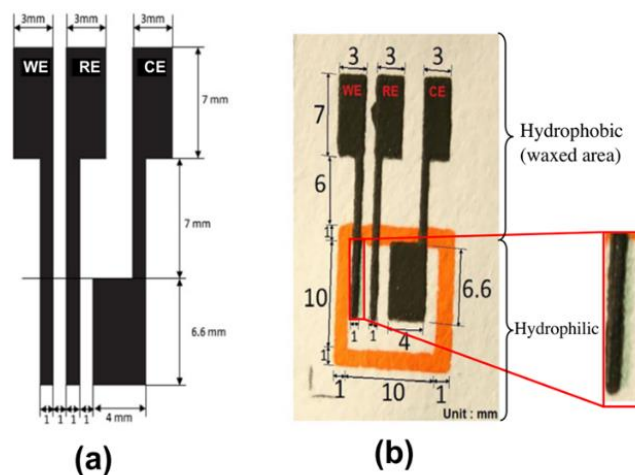 3mm 3mm 3mm
WE RE CE
7 mm
7 mm
6.6 mm
1 1 1 1 4 mm
(a)
3 3 3
WE RE CE
7
6
1
10
6.6
1 1 4
1
1 10 1
Unit : mm
Hydrophobic
(waxed area)
Hydrophilic
(b)